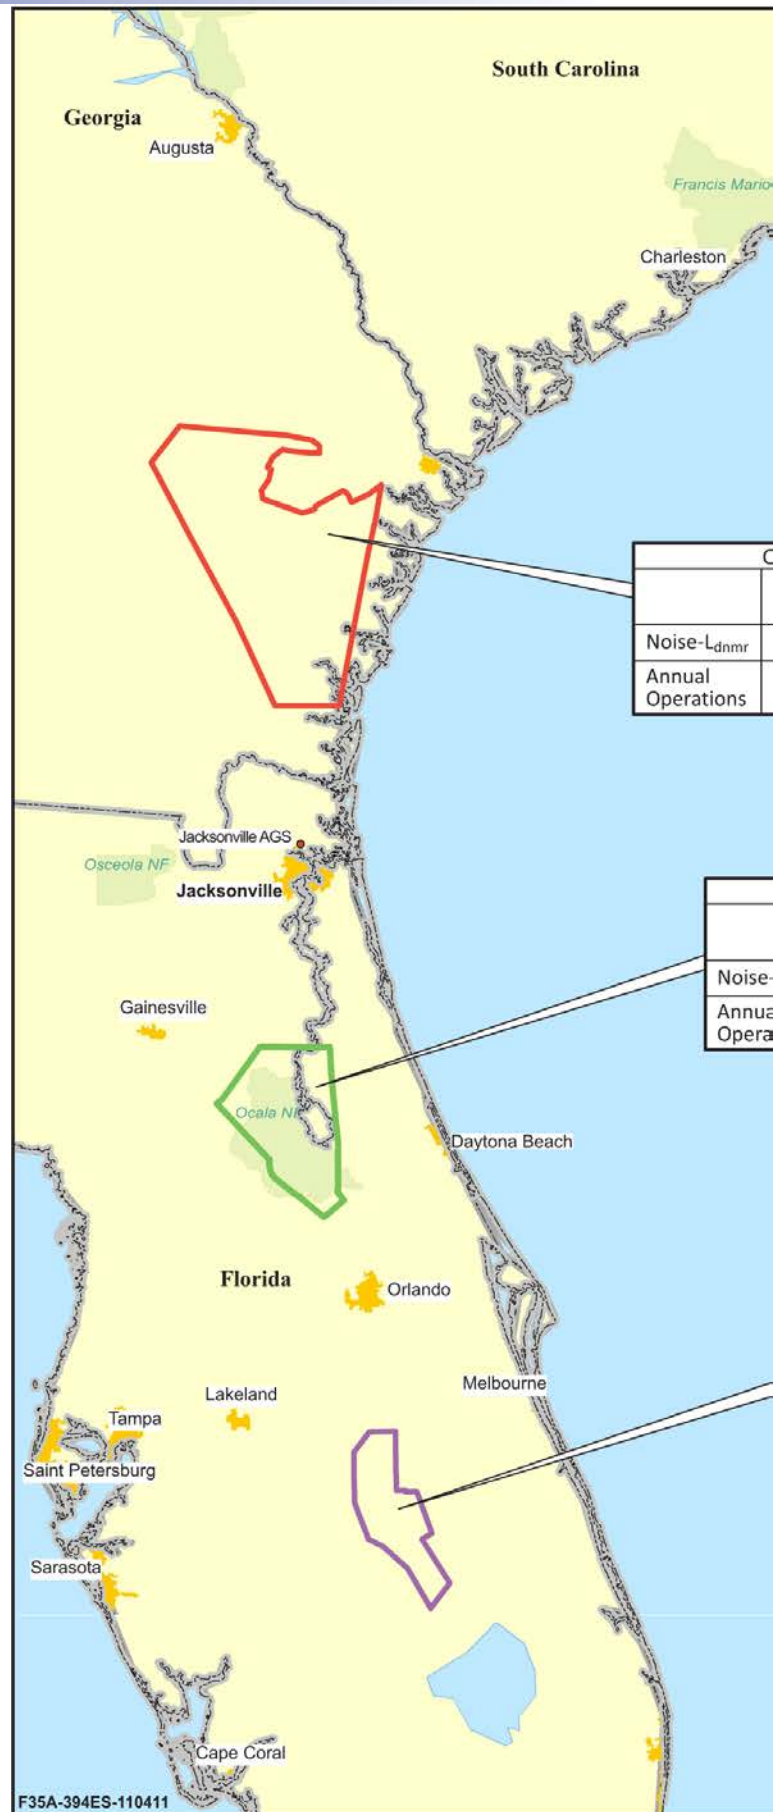 South Carolina
Georgia
Augusta
Francis Mario
Charleston
C
Noise-Ldnmr
Annual
Operations
Jacksonville AGS
Osceola NF
Jacksonville
Noise-
Annua
Opera
Gainesville
Ocala NF
Daytona Beach
Florida
Orlando
Melbourne
Lakeland
Tampa
Saint Petersburg
Sarasota
Cape Coral
F35A-394ES-110411